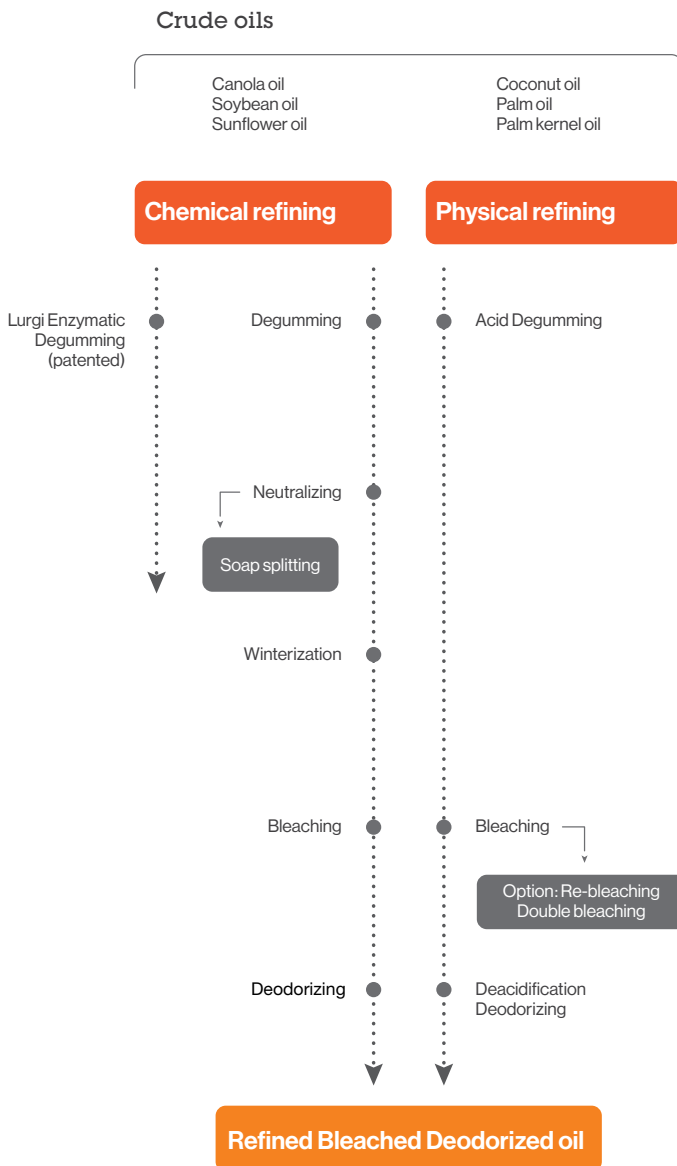 Crude oils
Canola oil
Soybean oil
Sunflower oil
Coconut oil
Palm oil
Palm kernel oil
Chemical refining
Physical refining
Lurgi Enzymatic
Degumming
(patented)
Degumming
Acid Degumming
Neutralizing
Soap splitting
Winterization
Bleaching
Bleaching
Option: Re-bleaching
Double bleaching
Deodorizing
Deacidification
Deodorizing
Refined Bleached Deodorized oil